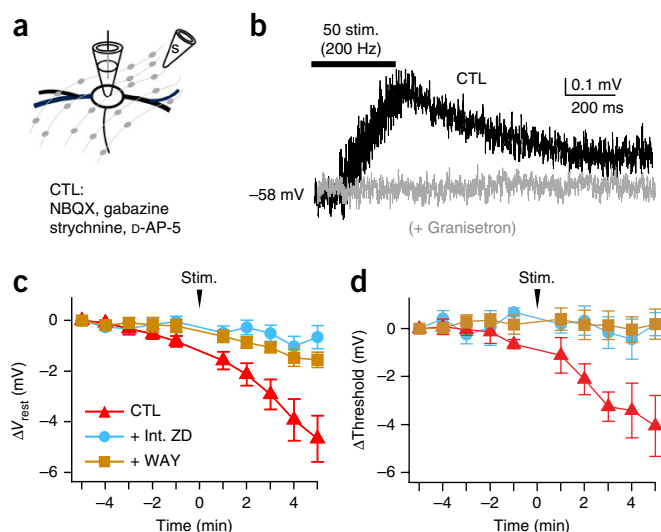 a
S
CTL:
NBQX, gabazine
strychnine, D-AP-5
b
50 stim.
(200 Hz)
CTL
0.1 mV
200 ms
–58 mV
(+ Granisetron)
c
Stim.
ΔVrest (mV)
0
–2
–4
–6
CTL
+ Int. ZD
+ WAY
–4 –2 0 2 4
Time (min)
d
Stim.
ΔThreshold (mV)
0
–2
–4
–6
–4 –2 0 2 4
Time (min)